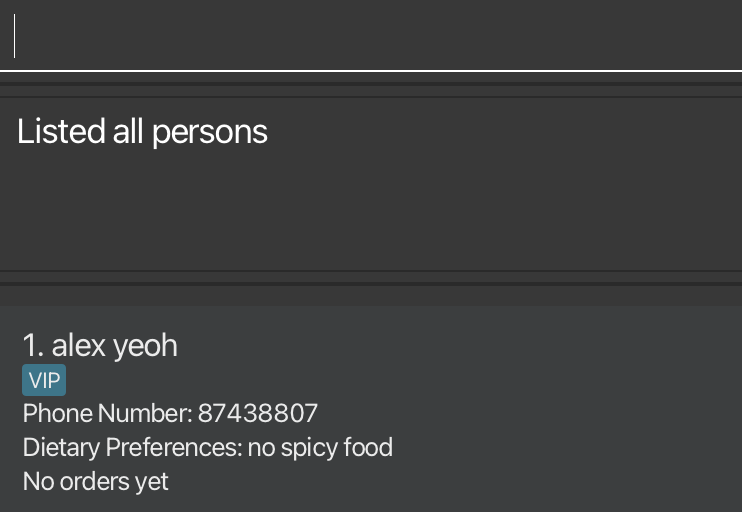 Listed all persons
1. alex yeoh
VIP
Phone Number: 87438807
Dietary Preferences: no spicy food
No orders yet